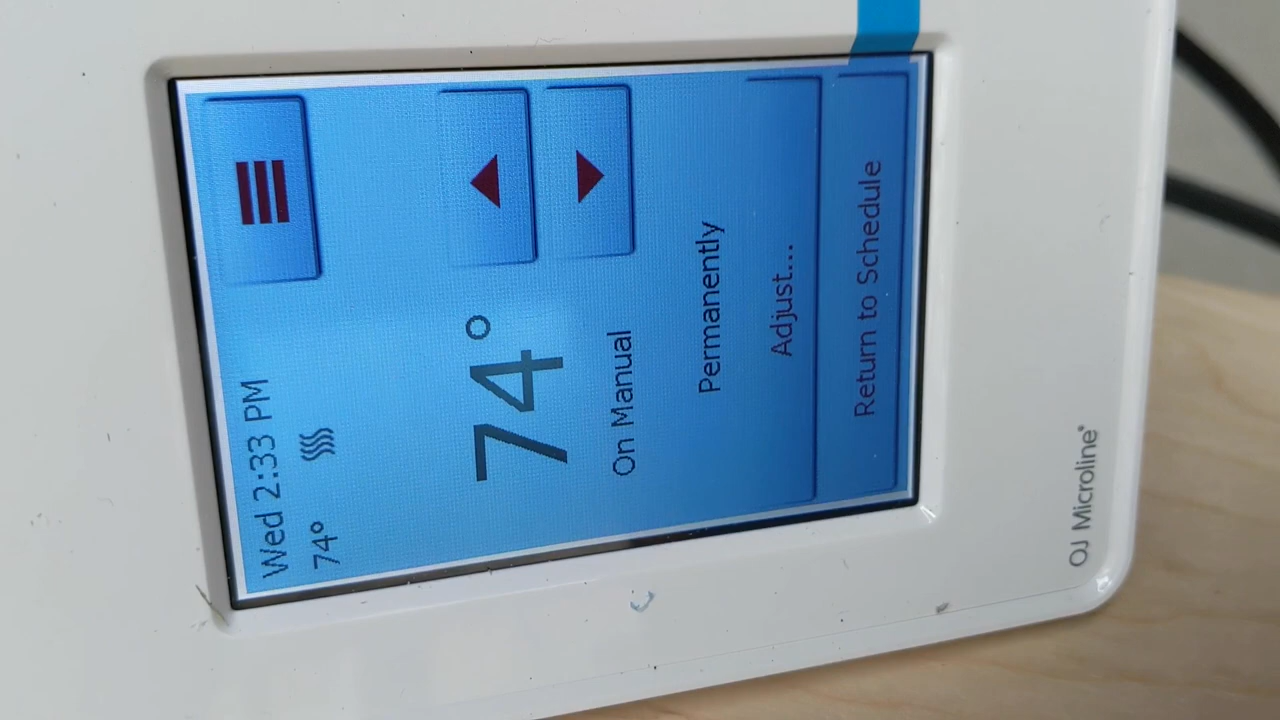 Wed 2:33 PM
74°
74°
On Manual
Permanently
Adjust...
Return to Schedule
OJ Microline®